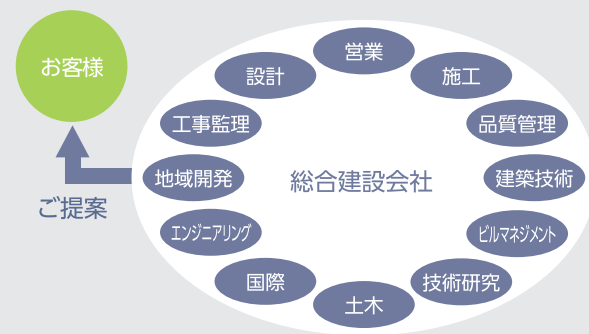 お客様
営業
設計
施工
工事監理
品質管理
地域開発
総合建設会社
建築技術
ご提案
エンジニアリング
ビルマネジメント
国際
技術研究
土木